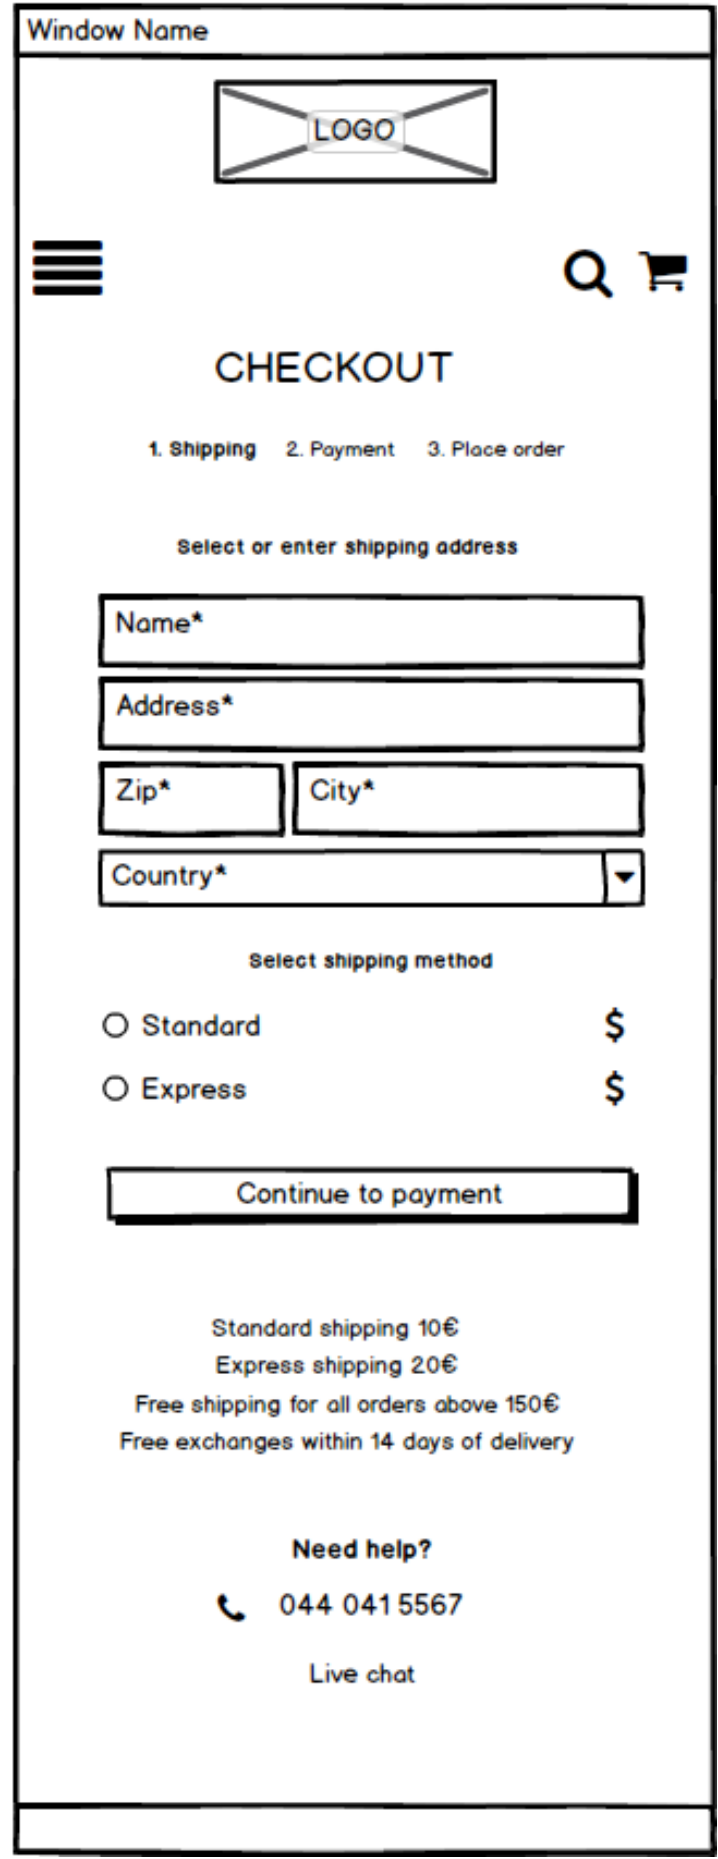 Window Name
LOGO
CHECKOUT
1. Shipping 2. Payment 3. Place order
Select or enter shipping address
Name*
Address*
Zip* City*
Country*
Select shipping method
Standard $
Express $
Continue to payment
Standard shipping 10€
Express shipping 20€
Free shipping for all orders above 150€
Free exchanges within 14 days of delivery
Need help?
044 041 5567
Live chat